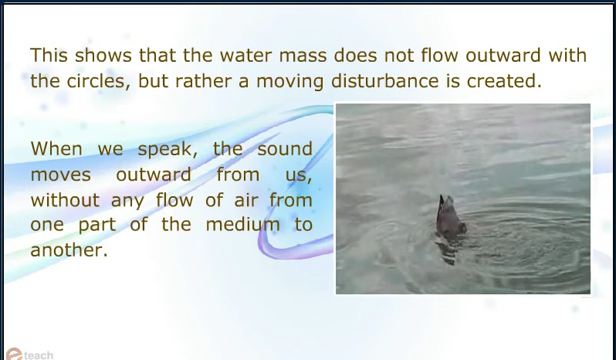 This shows that the water mass does not flow outward with
the circles, but rather a moving disturbance is created.
When we speak, the sound
moves outward from us,
without any flow of air from
one part of the medium to
another.
e teach